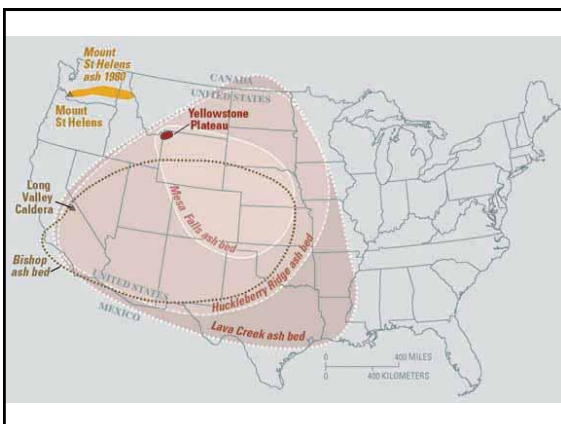 Mount
St Helens
ash 1980
Mount
St Helens
CANADA
UNITED STATES
Yellowstone
Plateau
Long
Valley
Caldera
Mesa Falls ash bed
Bishop
ash bed
UNITED STATES
MEXICO
Huckleberry Ridge ash bed
Lava Creek ash bed
0 400 MILES
0 400 KILOMETERS